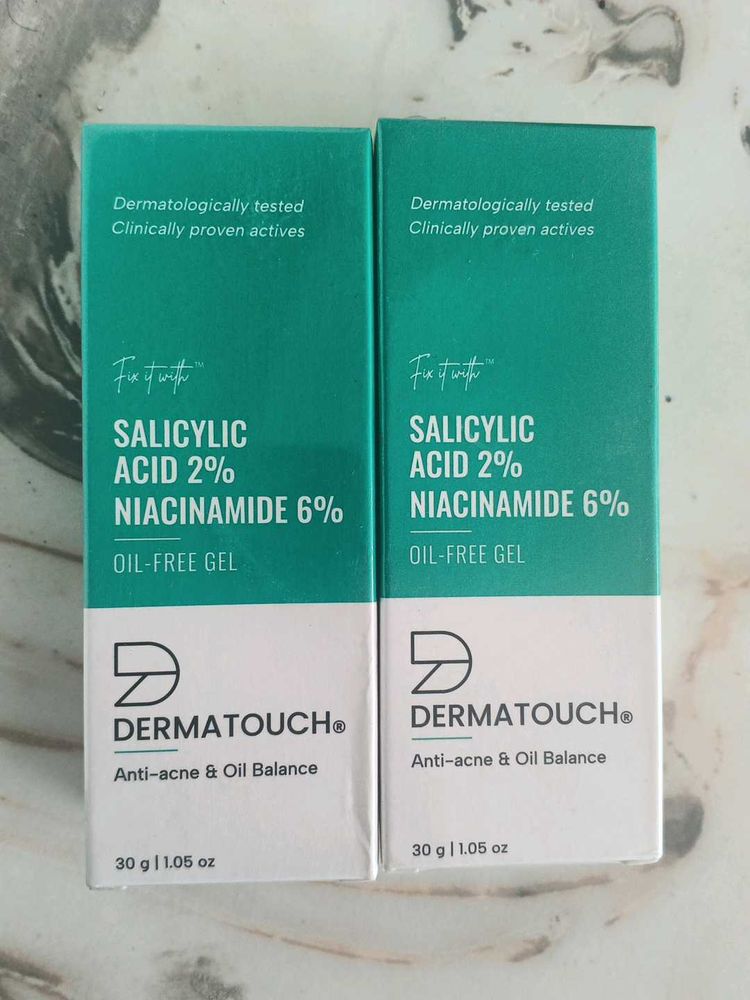 Dermatologically tested
Clinically proven actives
Fix it with™
SALICYLIC
ACID 2%
NIACINAMIDE 6%
OIL-FREE GEL
DERMATOUCH®
Anti-acne & Oil Balance
30 g | 1.05 oz
Dermatologically tested
Clinically proven actives
Fix it with™
SALICYLIC
ACID 2%
NIACINAMIDE 6%
OIL-FREE GEL
DERMATOUCH®
Anti-acne & Oil Balance
30 g | 1.05 oz